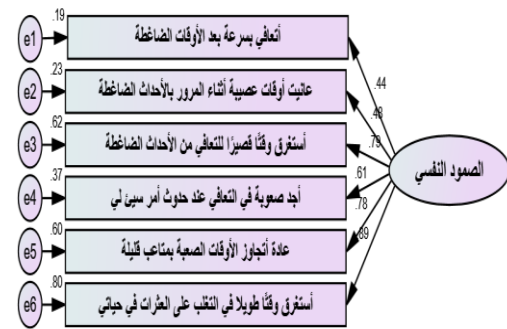 .19
e1
أتعافي بسرعة بعد الأوقات الضاغطة
.44
.23
e2
عانيت أوقات عصيبة أثناء المرور بالأحداث الضاغطة
.48
.62
e3
أستغرق وقتًا قصيرًا للتعافي من الأحداث الضاغطة
.79
الصمود النفسي
.37
e4
أجد صعوبة في التعافي عند حدوث أمر سيئ لي
.61
.60
e5
عادة أتجاوز الأوقات الصعبة بمتاعب قليلة
.78
.80
e6
أستغرق وقتًا طويلا في التغلب على العثرات في حياتي
.89